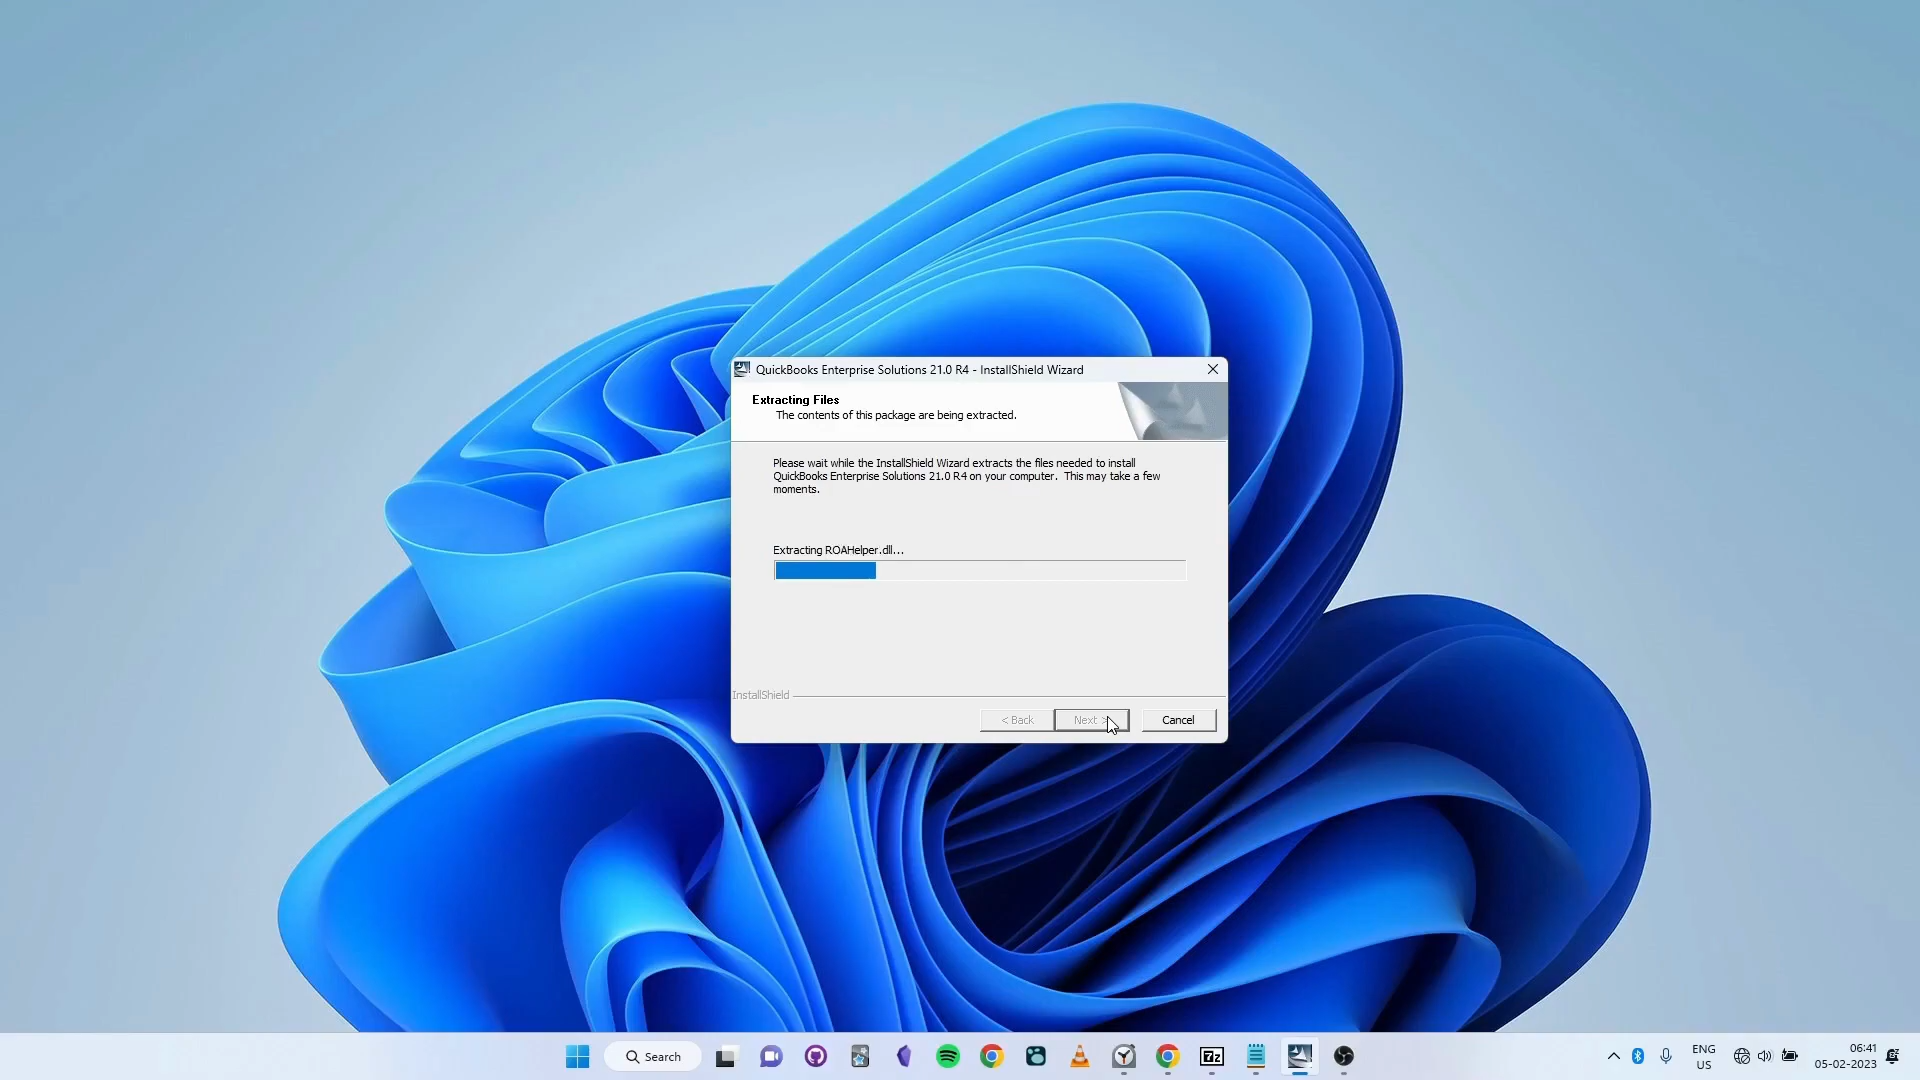 QuickBooks Enterprise Solutions 21.0 R4 - InstallShield Wizard
Extracting Files
The contents of this package are being extracted.
Please wait while the InstallShield Wizard extracts the files needed to install
QuickBooks Enterprise Solutions 21.0 R4 on your computer. This may take a few
moments.
Extracting ROAHelper.dll...
InstallShield
< Back
Next >
Cancel
Search
7z
ENG
US
06:41
05-02-2023